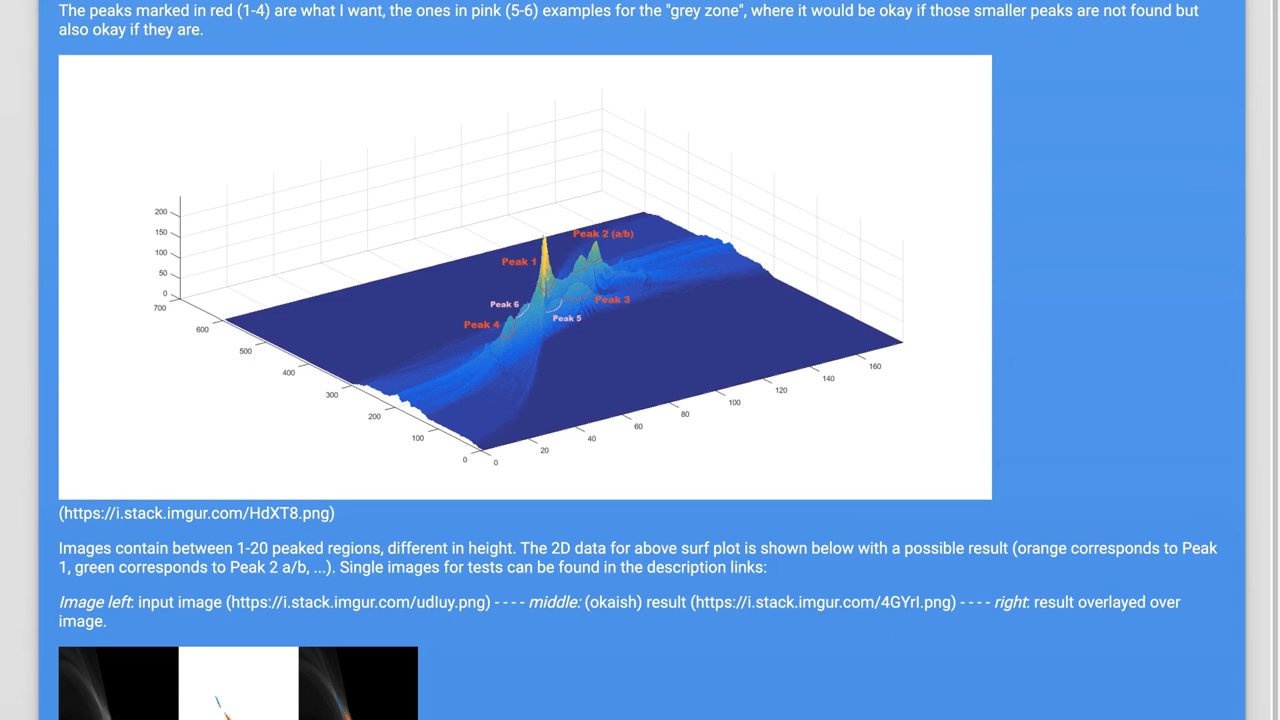 The peaks marked in red (1-4) are what I want, the ones in pink (5-6) examples for the "grey zone", where it would be okay if those smaller peaks are not found but
also okay if they are.
Peak 2 (a/b)
Peak 1
Peak 3
Peak 6
Peak 5
Peak 4
200
150
100
50
0
700
600
500
400
300
200
100
0
0
20
40
60
80
100
120
140
160
(https://i.stack.imgur.com/HdXT8.png)
Images contain between 1-20 peaked regions, different in height. The 2D data for above surf plot is shown below with a possible result (orange corresponds to Peak
1, green corresponds to Peak 2 a/b, ...). Single images for tests can be found in the description links:
Image left: input image (https://i.stack.imgur.com/udIuy.png) - - - - middle: (okaish) result (https://i.stack.imgur.com/4GYrI.png) - - - - right: result overlayed over
image.